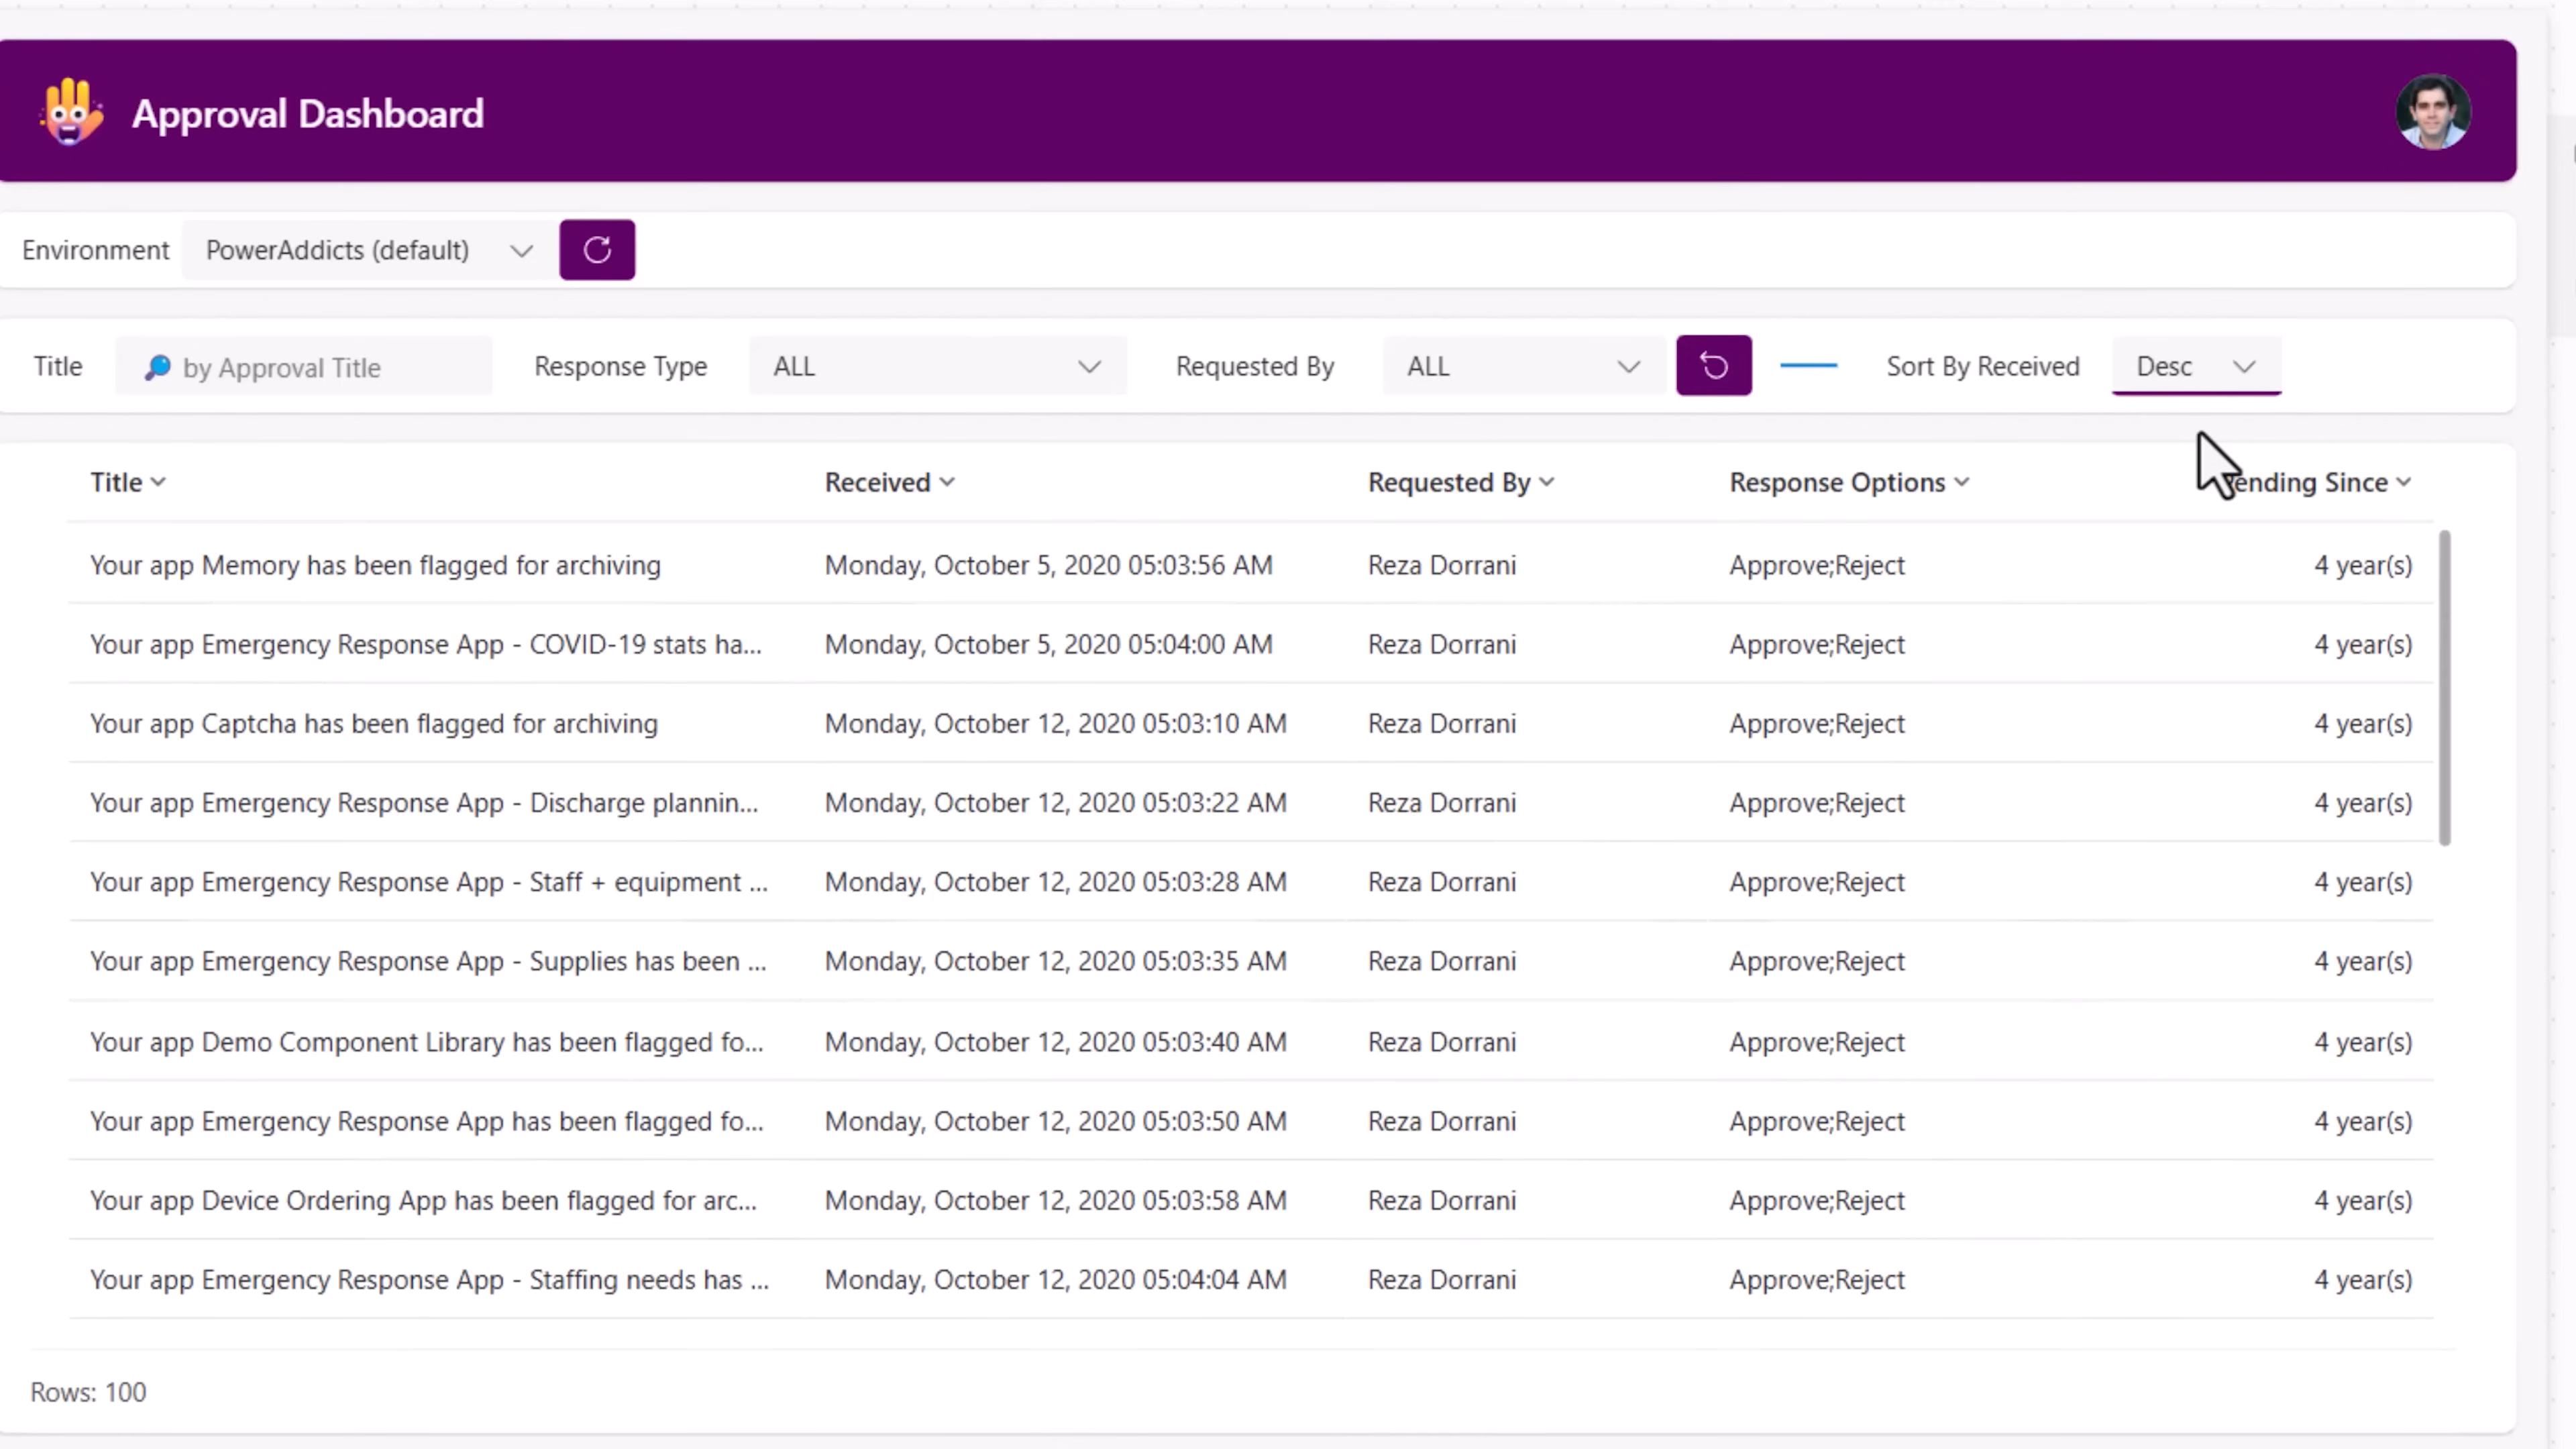 Approval Dashboard
Environment PowerAddicts (default)
Title by Approval Title Response Type ALL Requested By ALL Sort By Received Desc
Title Received Requested By Response Options ending Since
Your app Memory has been flagged for archiving Monday, October 5, 2020 05:03:56 AM Reza Dorrani Approve;Reject 4 year(s)
Your app Emergency Response App - COVID-19 stats ha... Monday, October 5, 2020 05:04:00 AM Reza Dorrani Approve;Reject 4 year(s)
Your app Captcha has been flagged for archiving Monday, October 12, 2020 05:03:10 AM Reza Dorrani Approve;Reject 4 year(s)
Your app Emergency Response App - Discharge plannin... Monday, October 12, 2020 05:03:22 AM Reza Dorrani Approve;Reject 4 year(s)
Your app Emergency Response App - Staff + equipment ... Monday, October 12, 2020 05:03:28 AM Reza Dorrani Approve;Reject 4 year(s)
Your app Emergency Response App - Supplies has been ... Monday, October 12, 2020 05:03:35 AM Reza Dorrani Approve;Reject 4 year(s)
Your app Demo Component Library has been flagged fo... Monday, October 12, 2020 05:03:40 AM Reza Dorrani Approve;Reject 4 year(s)
Your app Emergency Response App has been flagged fo... Monday, October 12, 2020 05:03:50 AM Reza Dorrani Approve;Reject 4 year(s)
Your app Device Ordering App has been flagged for arc... Monday, October 12, 2020 05:03:58 AM Reza Dorrani Approve;Reject 4 year(s)
Your app Emergency Response App - Staffing needs has ... Monday, October 12, 2020 05:04:04 AM Reza Dorrani Approve;Reject 4 year(s)
Rows: 100